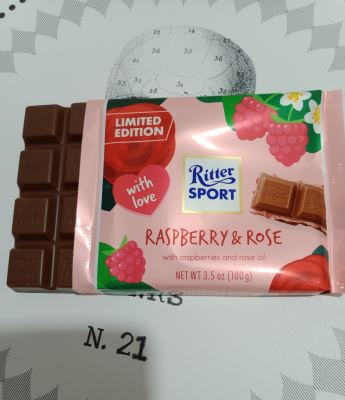 36
LIMITED
EDITION
with
love
Ritter
SPORT
RASPBERRY & ROSE
with raspberries and rose oil
NET WT 3.5 oz (100g)
N. 21